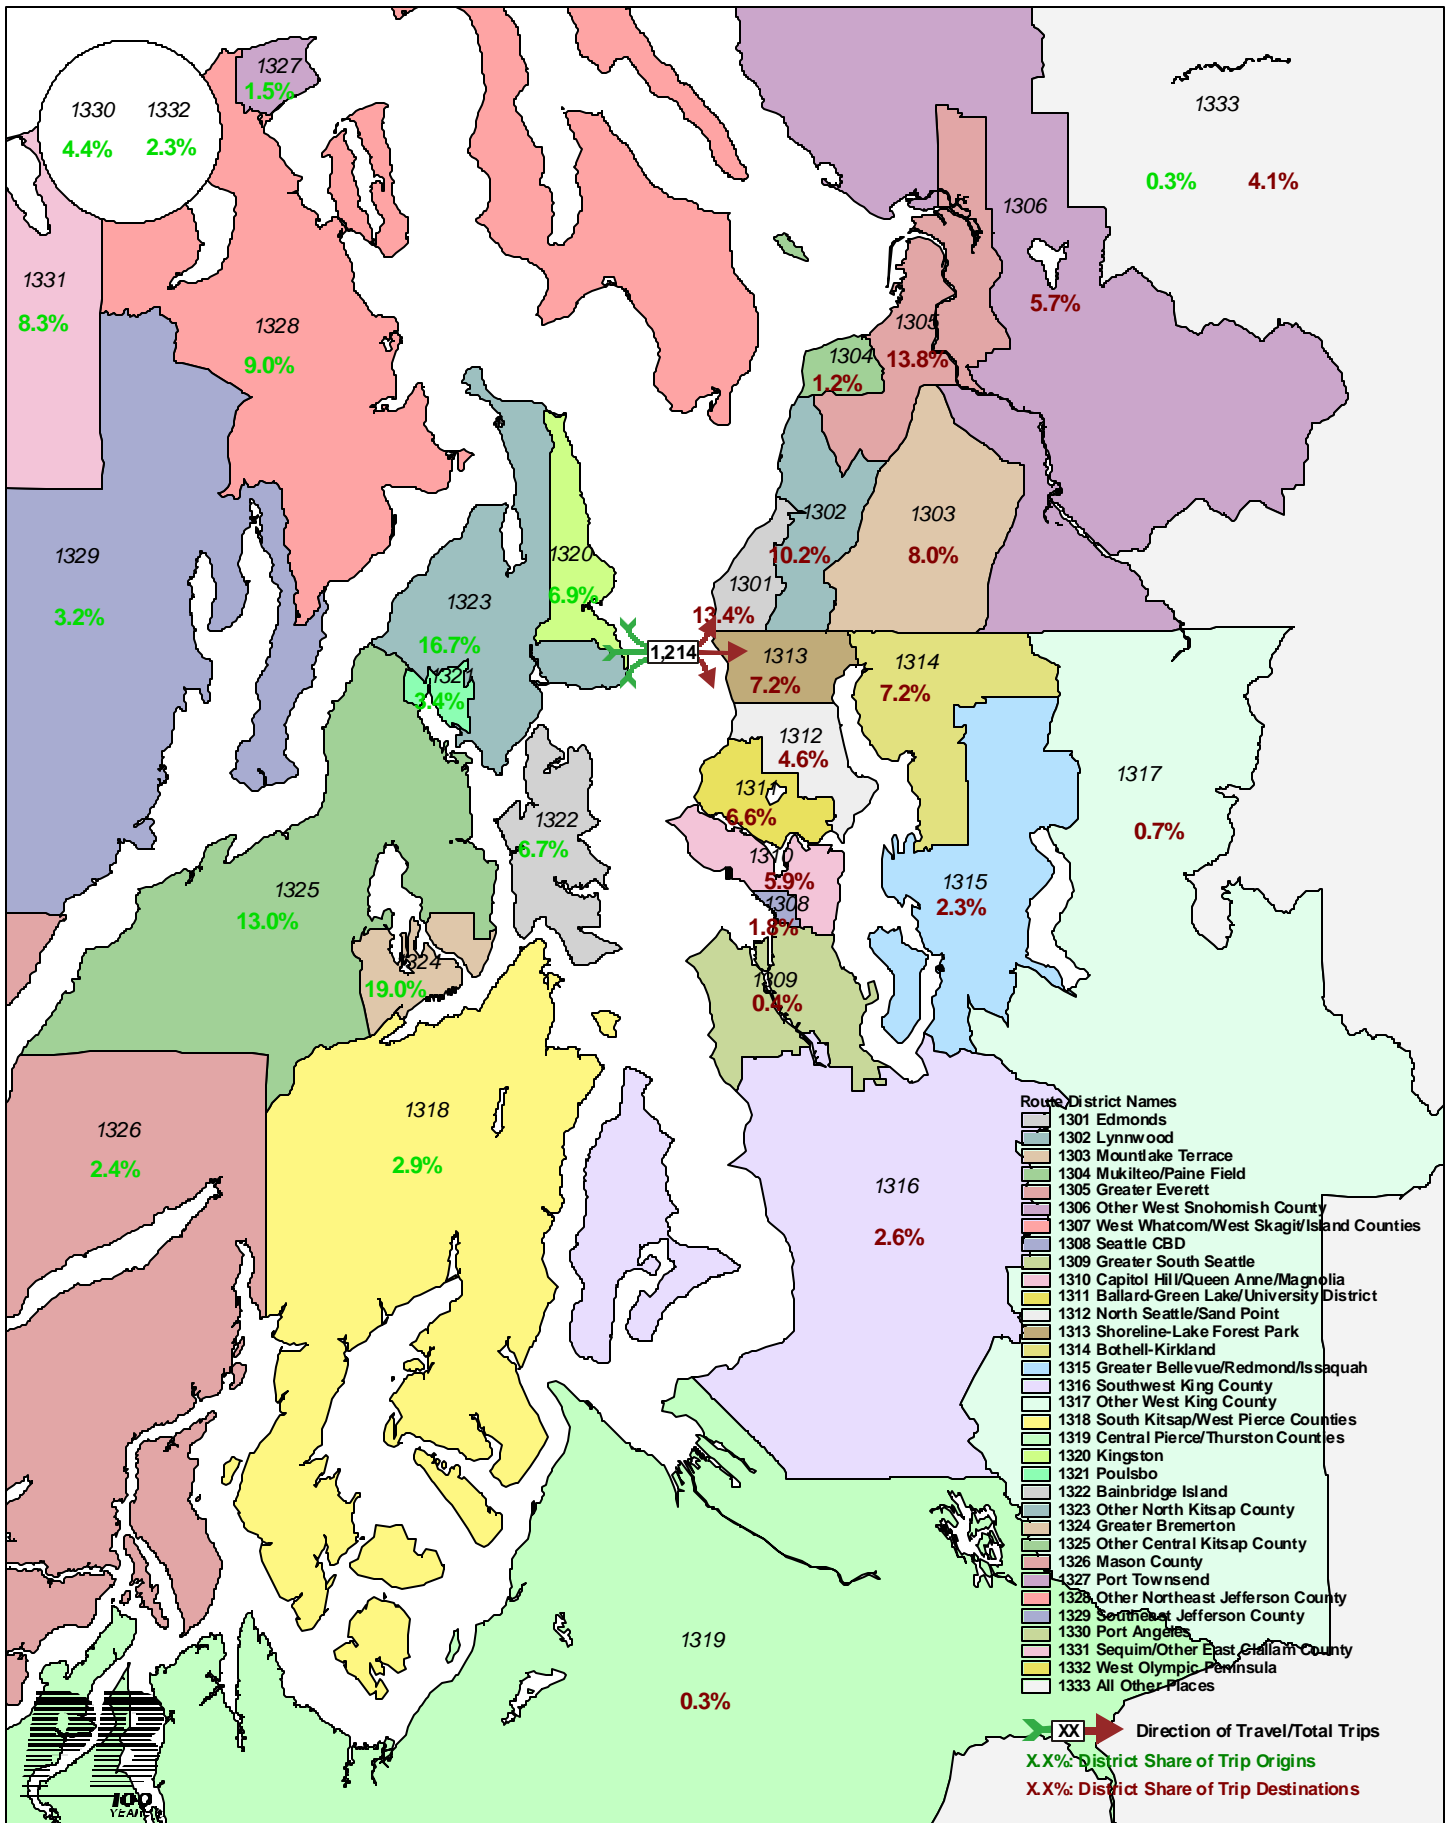 1327
1.5%
1330 1332
4.4% 2.3%
1333
0.3% 4.1%
1306
5.7%
1331
8.3%
1328
9.0%
1305
13.8%
1304
1.2%
1302
10.2%
1303
8.0%
1329
3.2%
1320
6.9%
1301
13.4%
1323
16.7%
1,214
1313
7.2%
1314
7.2%
3.4%
1312
4.6%
1317
0.7%
1311
6.6%
1322
6.7%
1310
5.9%
1315
2.3%
1308
1.8%
1325
13.0%
1324
19.0%
1309
0.4%
1318
2.9%
1326
2.4%
1316
2.6%
1319
0.3%
Route District Names
1301 Edmonds
1302 Lynnwood
1303 Mountlake Terrace
1304 Mukilteo/Paine Field
1305 Greater Everett
1306 Other West Snohomish County
1307 West Whatcom/West Skagit/Island Counties
1308 Seattle CBD
1309 Greater South Seattle
1310 Capitol Hill/Queen Anne/Magnolia
1311 Ballard-Green Lake/University District
1312 North Seattle/Sand Point
1313 Shoreline-Lake Forest Park
1314 Bothell-Kirkland
1315 Greater Bellevue/Redmond/Issaquah
1316 Southwest King County
1317 Other West King County
1318 South Kitsap/West Pierce Counties
1319 Central Pierce/Thurston Counties
1320 Kingston
1321 Poulsbo
1322 Bainbridge Island
1323 Other North Kitsap County
1324 Greater Bremerton
1325 Other Central Kitsap County
1326 Mason County
1327 Port Townsend
1328 Other Northeast Jefferson County
1329 Southeast Jefferson County
1330 Port Angeles
1331 Sequim/Other East Clallam County
1332 West Olympic Peninsula
1333 All Other Places
XX Direction of Travel/Total Trips
X.X%: District Share of Trip Origins
X.X%: District Share of Trip Destinations
100
YEARS